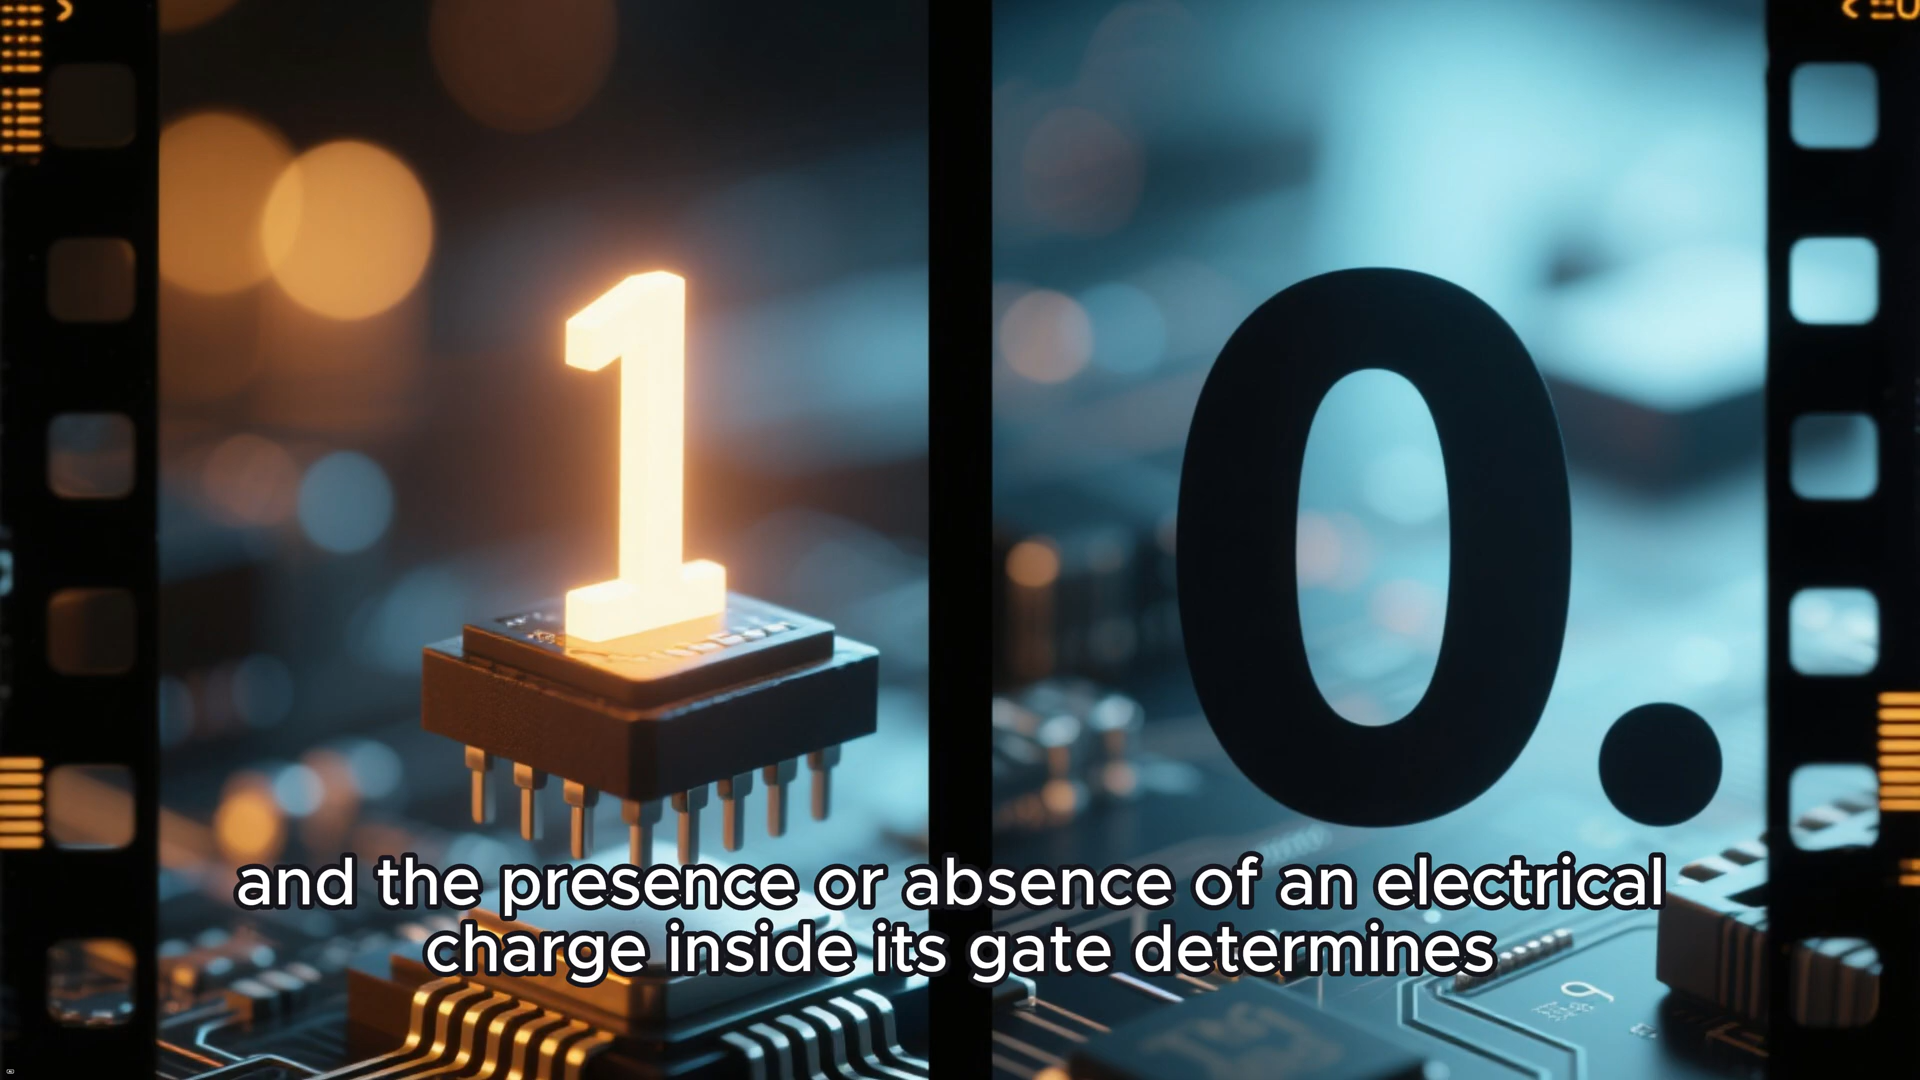 1
0.
and the presence or absence of an electrical
charge inside its gate determines